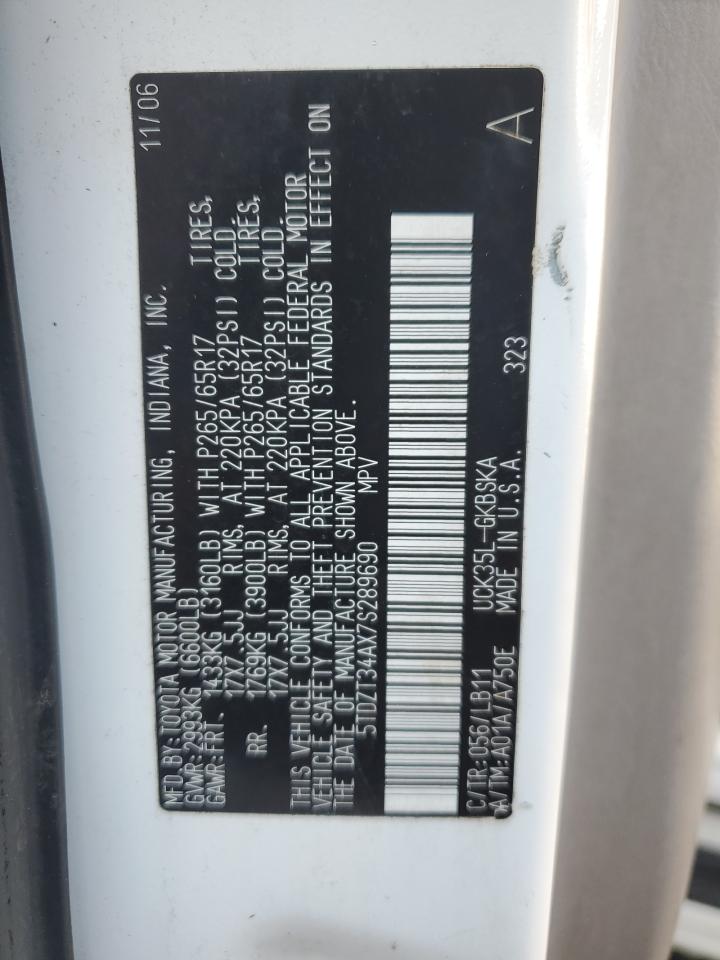 MFD.BY:TOYOTA MOTOR MANUFACTURING, INDIANA, INC. 11/06
GVWR:2993KG(6600LB)
GAWR:FRT. 1433KG (3160LB) WITH P265/65R17 TIRES,
17X7.5JJ RIMS, AT 220KPA (32PSI) COLD.
RR. 1769KG (3900LB) WITH P265/65R17 TIRES,
17X7.5JJ RIMS, AT 220KPA (32PSI) COLD.
THIS VEHICLE CONFORMS TO ALL APPLICABLE FEDERAL MOTOR
VEHICLE SAFETY AND THEFT PREVENTION STANDARDS IN EFFECT ON
THE DATE OF MANUFACTURE SHOWN ABOVE.
5TDZT34AX7S289690 MPV
C/TR:056/LB11 UCK35L-GKBSKA
A/TM:A01A/A750E MADE IN U.S.A. 323 A